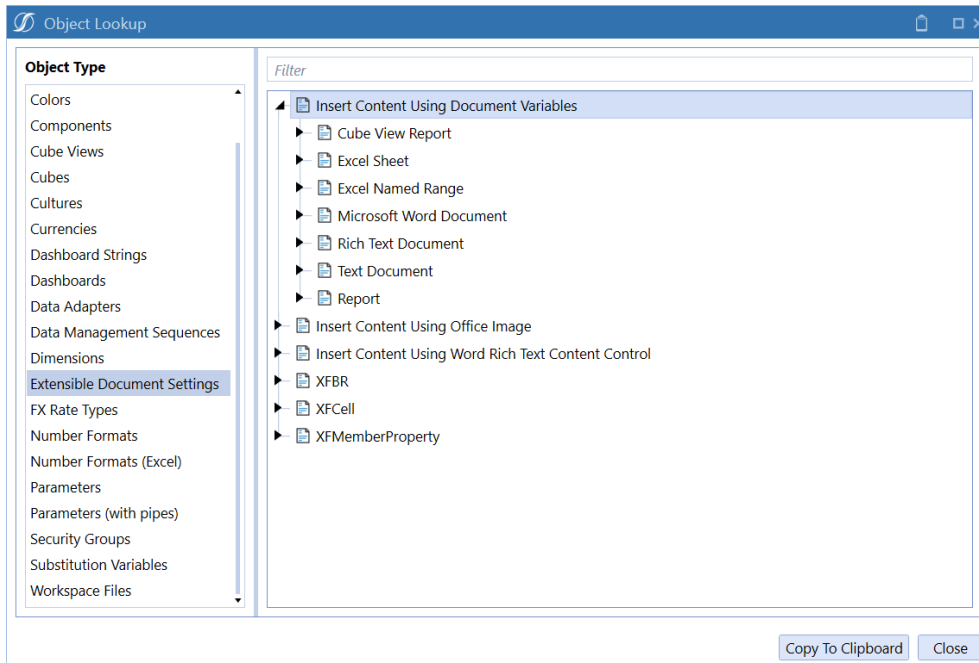 Object Lookup
Object Type
Colors
Components
Cube Views
Cubes
Cultures
Currencies
Dashboard Strings
Dashboards
Data Adapters
Data Management Sequences
Dimensions
Extensible Document Settings
FX Rate Types
Number Formats
Number Formats (Excel)
Parameters
Parameters (with pipes)
Security Groups
Substitution Variables
Workspace Files
Filter
Insert Content Using Document Variables
Cube View Report
Excel Sheet
Excel Named Range
Microsoft Word Document
Rich Text Document
Text Document
Report
Insert Content Using Office Image
Insert Content Using Word Rich Text Content Control
XFBR
XFCell
XFMemberProperty
Copy To Clipboard
Close